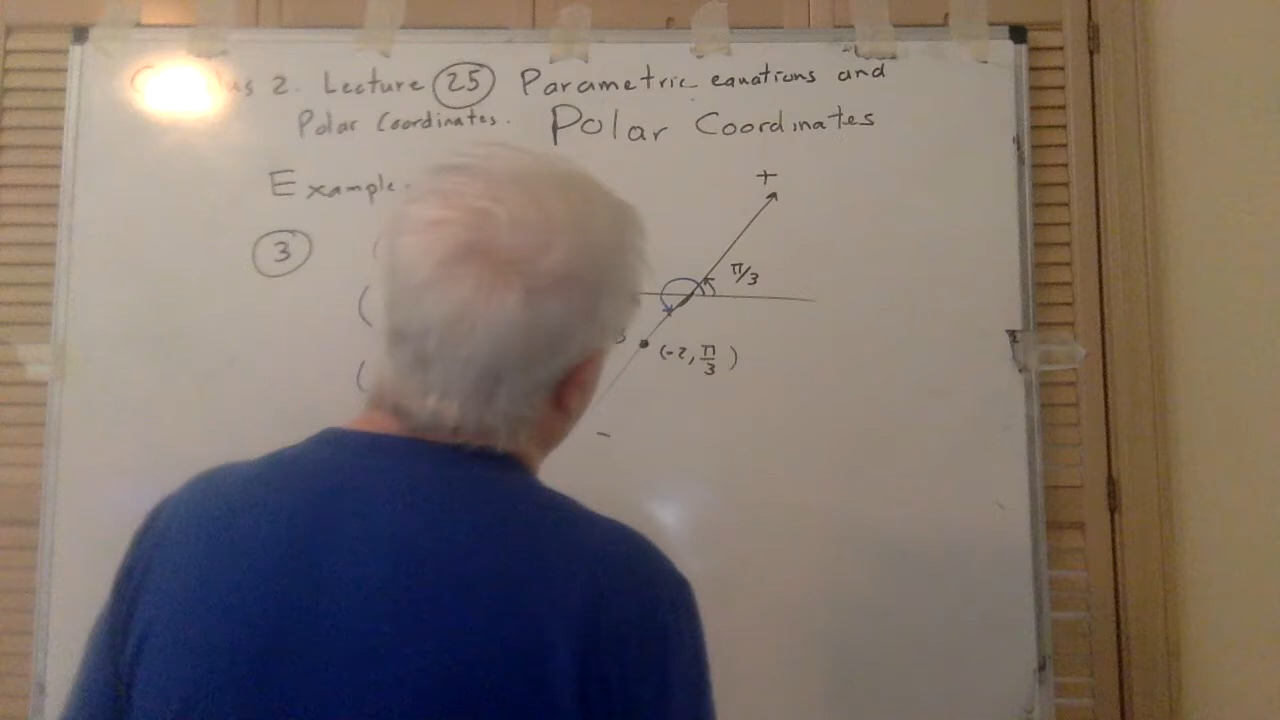 us 2. Lecture 25 Parametric equations and
Polar Coordinates. Polar Coordinates
Example.
+
3
(
π/3
(
(-2, π/3)
(
-